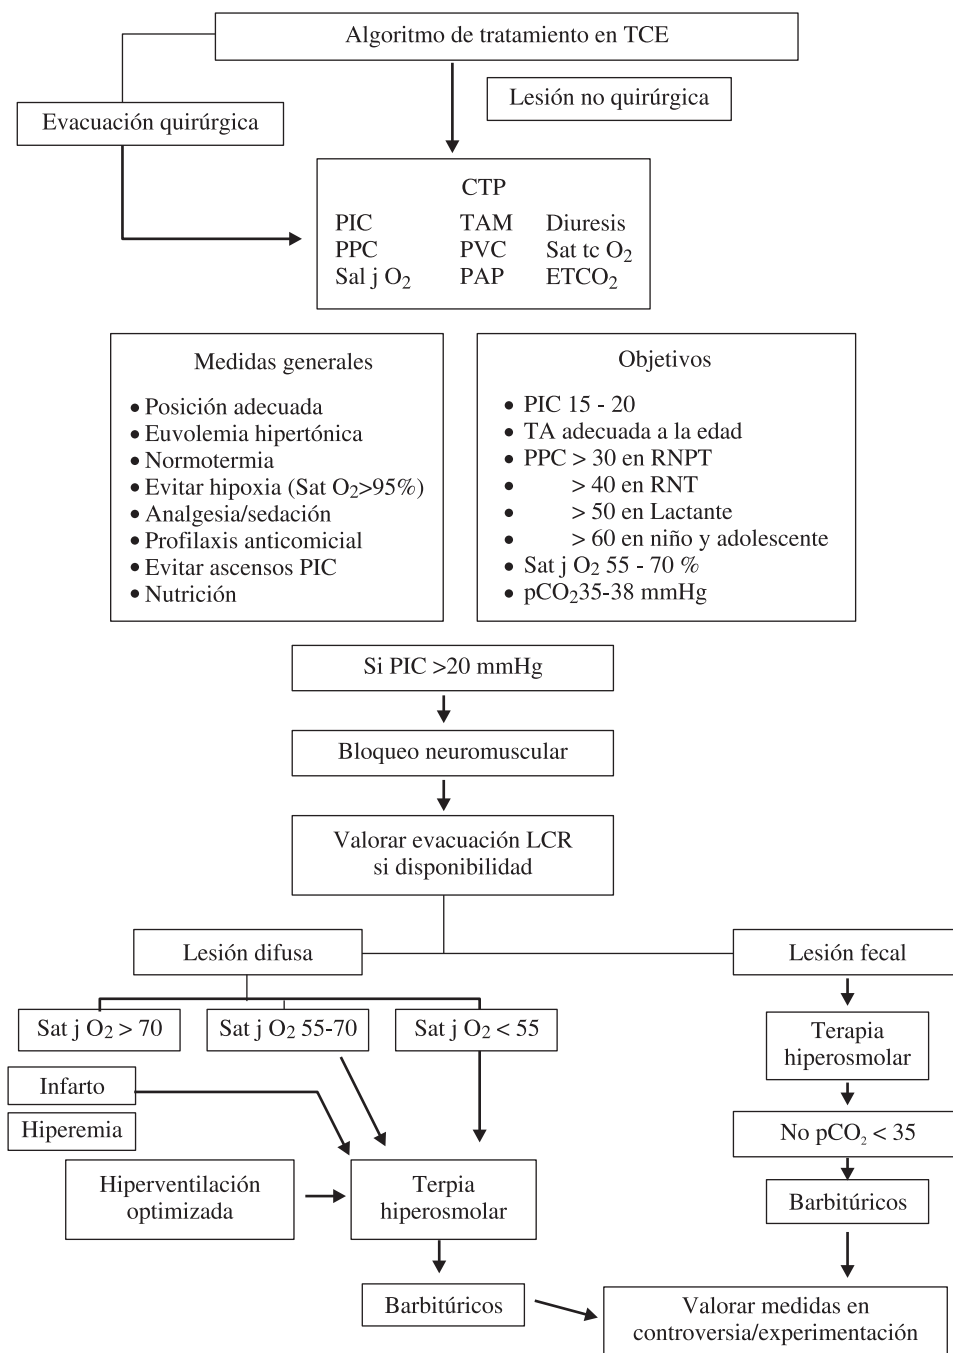 Algoritmo de tratamiento en TCE
Lesión no quirúrgica
Evacuación quirúrgica
CTP
PIC TAM Diuresis
PPC PVC Sat tc O2
Sal j O2 PAP ETCO2
Medidas generales
• Posición adecuada
• Euvolemia hipertónica
• Normotermia
• Evitar hipoxia (Sat O2>95%)
• Analgesia/sedación
• Profilaxis anticomicial
• Evitar ascensos PIC
• Nutrición
Objetivos
• PIC 15 - 20
• TA adecuada a la edad
• PPC > 30 en RNPT
• > 40 en RNT
• > 50 en Lactante
• > 60 en niño y adolescente
• Sat j O2 55 - 70 %
• pCO235-38 mmHg
Si PIC >20 mmHg
Bloqueo neuromuscular
Valorar evacuación LCR
si disponibilidad
Lesión difusa
Lesión fecal
Sat j O2 > 70
Sat j O2 55-70
Sat j O2 < 55
Terapia
hiperosmolar
Infarto
Hiperemia
No pCO2 < 35
Hiperventilación
optimizada
Terpia
hiperosmolar
Barbitúricos
Barbitúricos
Valorar medidas en
controversia/experimentación